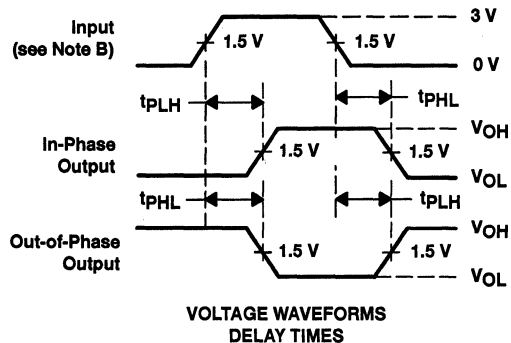 Input
(see Note B)
3 V
1.5 V
1.5 V
0 V
tPLH
tPHL
In-Phase
Output
VOH
1.5 V
1.5 V
VOL
tPHL
tPLH
Out-of-Phase
Output
VOH
1.5 V
1.5 V
VOL
VOLTAGE WAVEFORMS
DELAY TIMES